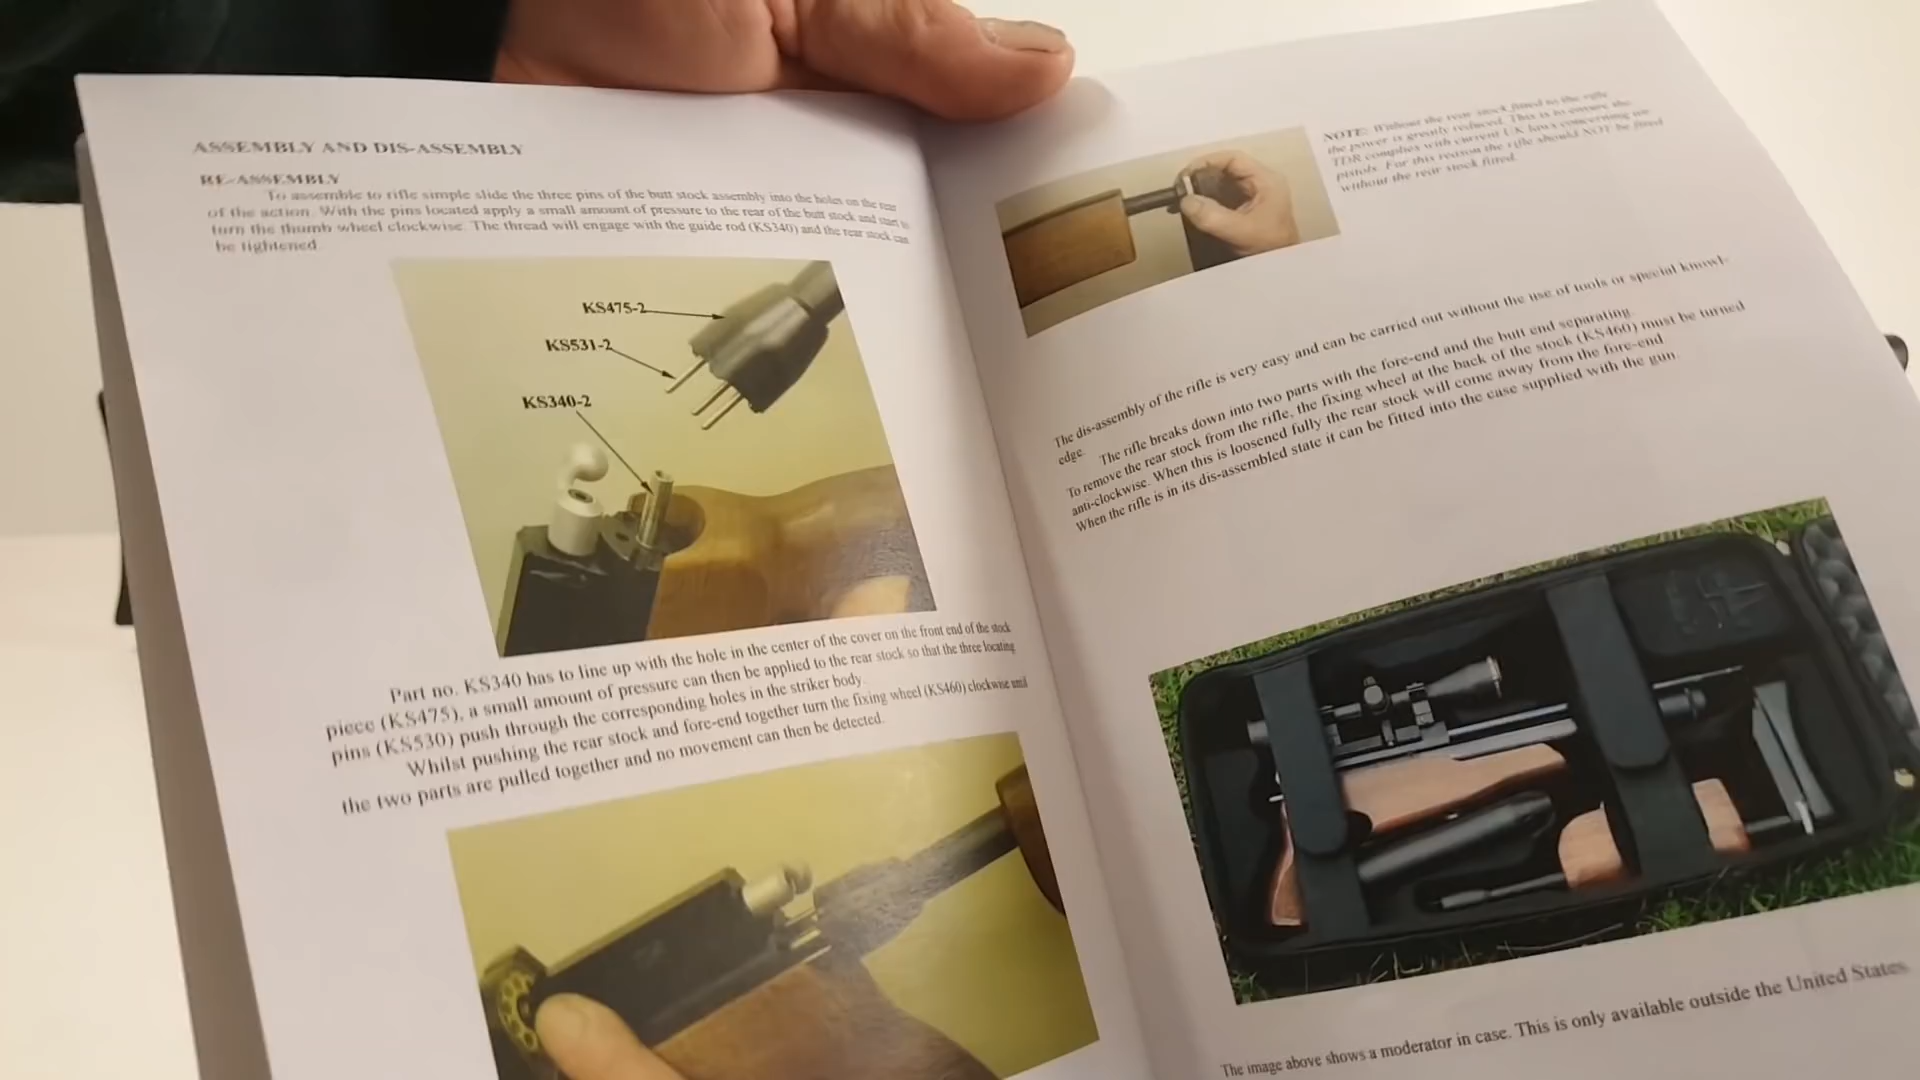 ASSEMBLY AND DIS-ASSEMBLY
RE-ASSEMBLY
To assemble to rifle simple slide the three pins of the butt stock assembly into the holes on the rear
of the action. With the pins located apply a small amount of pressure to the rear of the butt stock and start to
turn the thumb wheel clockwise. The thread will engage with the guide rod (KS340) and the rear stock can
be tightened.
KS475-2
KS531-2
KS340-2
Part no. KS340 has to line up with the hole in the center of the cover on the front end of the stock
piece (KS475), a small amount of pressure can then be applied to the rear stock so that the three locating
pins (KS530) push through the corresponding holes in the striker body.
Whilst pushing the rear stock and fore-end together turn the fixing wheel (KS460) clockwise until
the two parts are pulled together and no movement can then be detected.
NOTE: Without the rear stock fitted to the rifle
the power is greatly reduced. This is to ensure the
TDR complies with current UK laws concerning air
pistols. For this reason the rifle should NOT be fired
without the rear stock fitted.
The dis-assembly of the rifle is very easy and can be carried out without the use of tools or special knowl-
edge.
The rifle breaks down into two parts with the fore-end and the butt end separating.
To remove the rear stock from the rifle, the fixing wheel at the back of the stock (KS460) must be turned
anti-clockwise. When this is loosened fully the rear stock will come away from the fore-end
When the rifle is in its dis-assembled state it can be fitted into the case supplied with the gun.
The image above shows a moderator in case. This is only available outside the United States.